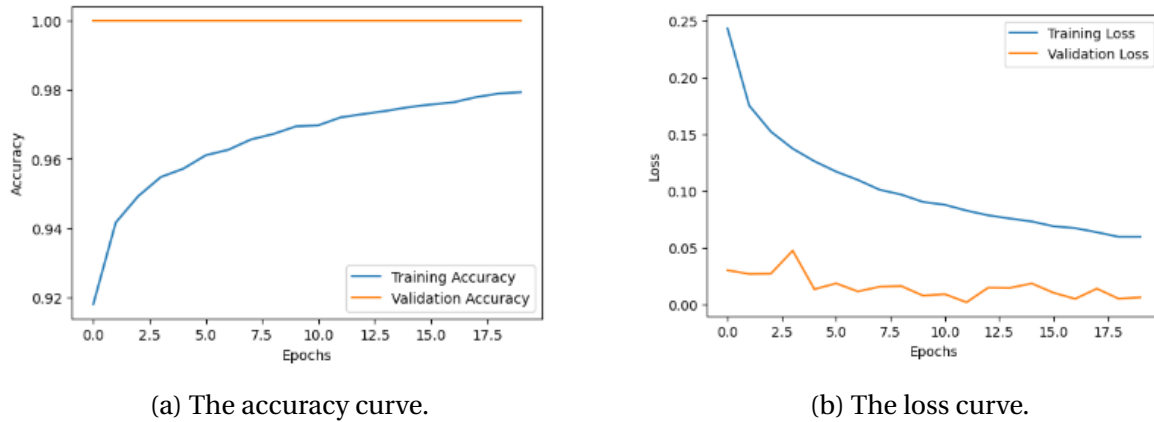 1.00
0.98
0.96
0.94
0.92
Accuracy
Training Accuracy
Validation Accuracy
0.0 2.5 5.0 7.5 10.0 12.5 15.0 17.5
Epochs
(a) The accuracy curve.
0.25
0.20
0.15
0.10
0.05
0.00
Loss
Training Loss
Validation Loss
0.0 2.5 5.0 7.5 10.0 12.5 15.0 17.5
Epochs
(b) The loss curve.